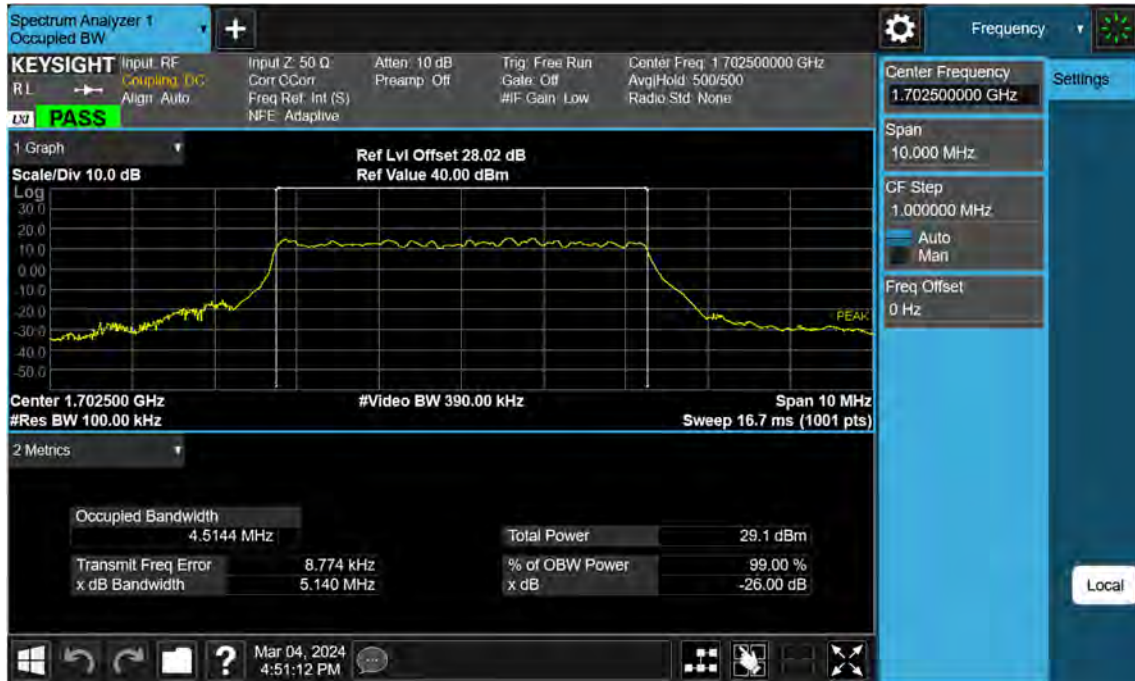 Spectrum Analyzer 1
Occupied BW
+
Frequency
KEYSIGHT Input: RF Input Z: 50 Ω Atten: 10 dB Trig: Free Run Center Freq: 1.702500000 GHz
RL Coupling: DC Corr CCorr Preamp: Off Gate: Off Avg|Hold: 500/500
Align: Auto Freq Ref: Int (S) #IF Gain: Low Radio Std: None
LXI PASS NFE: Adaptive
Center Frequency
1.702500000 GHz
Settings
Span
10.000 MHz
CF Step
1.000000 MHz
Auto
Man
Freq Offset
0 Hz
1 Graph
Ref Lvl Offset 28.02 dB
Scale/Div 10.0 dB Ref Value 40.00 dBm
Log
30.0
20.0
10.0
0.00
-10.0
-20.0
-30.0
-40.0
-50.0
PEAK
Center 1.702500 GHz #Video BW 390.00 kHz Span 10 MHz
#Res BW 100.00 kHz Sweep 16.7 ms (1001 pts)
2 Metrics
Occupied Bandwidth
4.5144 MHz
Total Power 29.1 dBm
Transmit Freq Error 8.774 kHz % of OBW Power 99.00 %
x dB Bandwidth 5.140 MHz x dB -26.00 dB
Local
? Mar 04, 2024
4:51:12 PM